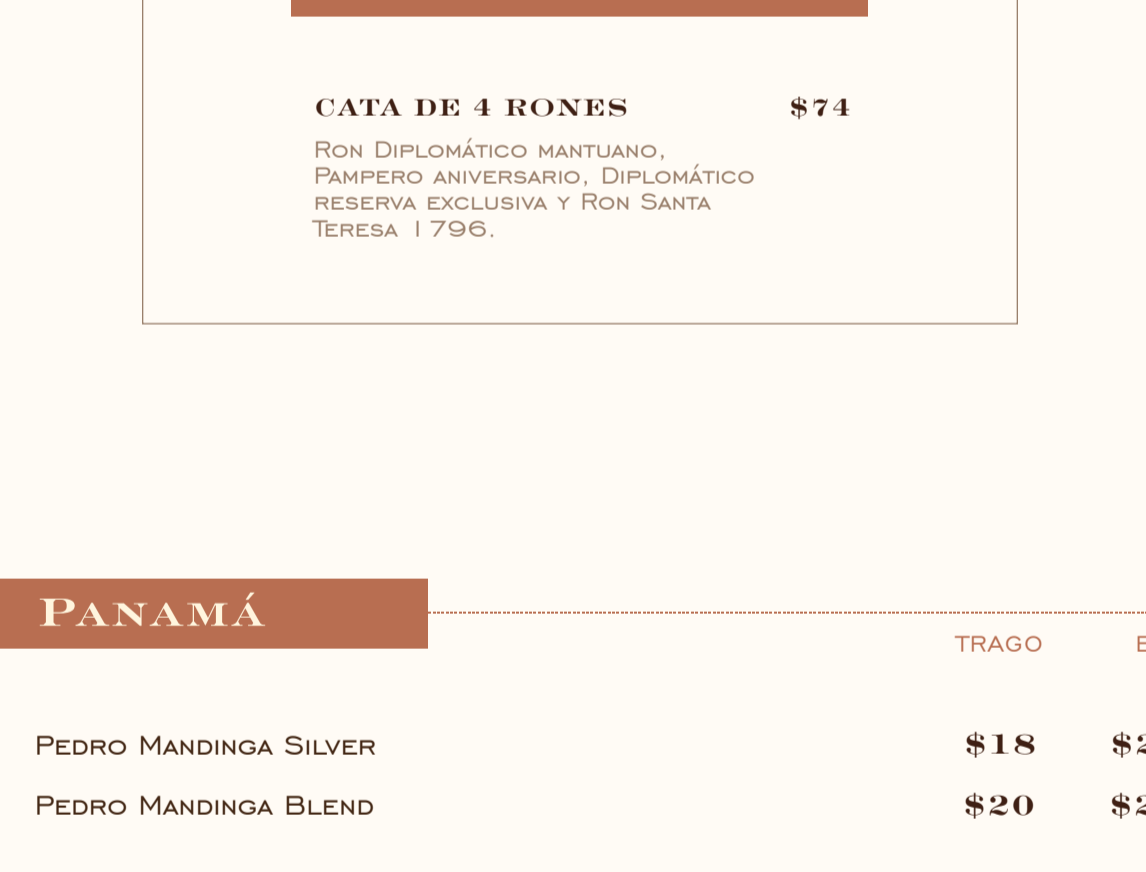 CATA DE 4 RONES $74
Ron Diplomático mantuano,
Pampero aniversario, Diplomático
reserva exclusiva y Ron Santa
Teresa 1796.
Panamá
TRAGO
Pedro Mandinga Silver $18
Pedro Mandinga Blend $20